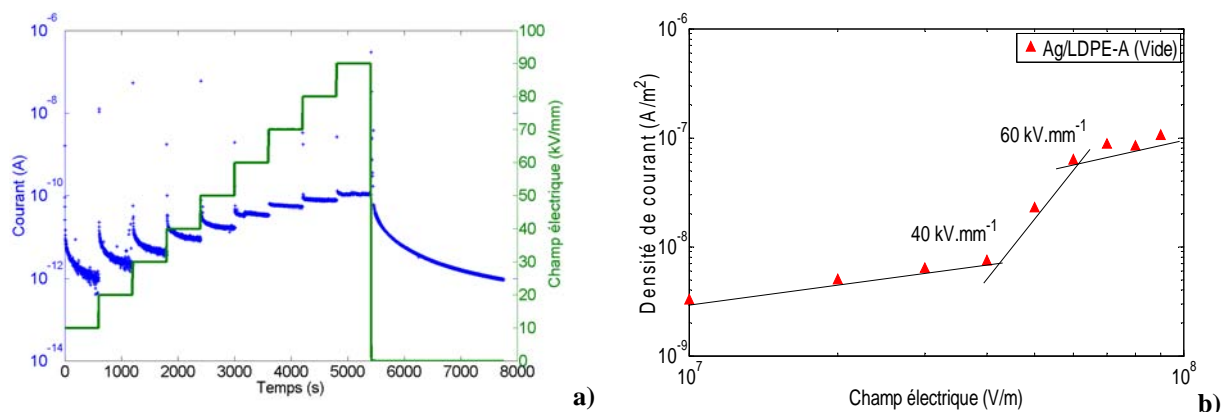 Courant (A)
10⁻⁶
10⁻⁸
10⁻¹⁰
10⁻¹²
10⁻¹⁴
0 1000 2000 3000 4000 5000 6000 7000 8000
Temps (s)
100
90
80
70
60
50
40
30
20
10
0
Champ électrique (kV/mm)
a)
Densité de courant (A/m²)
10⁻⁶
10⁻⁷
10⁻⁸
10⁻⁹
Ag/LDPE-A (Vide)
60 kV.mm⁻¹
40 kV.mm⁻¹
10⁷ 10⁸
Champ électrique (V/m)
b)